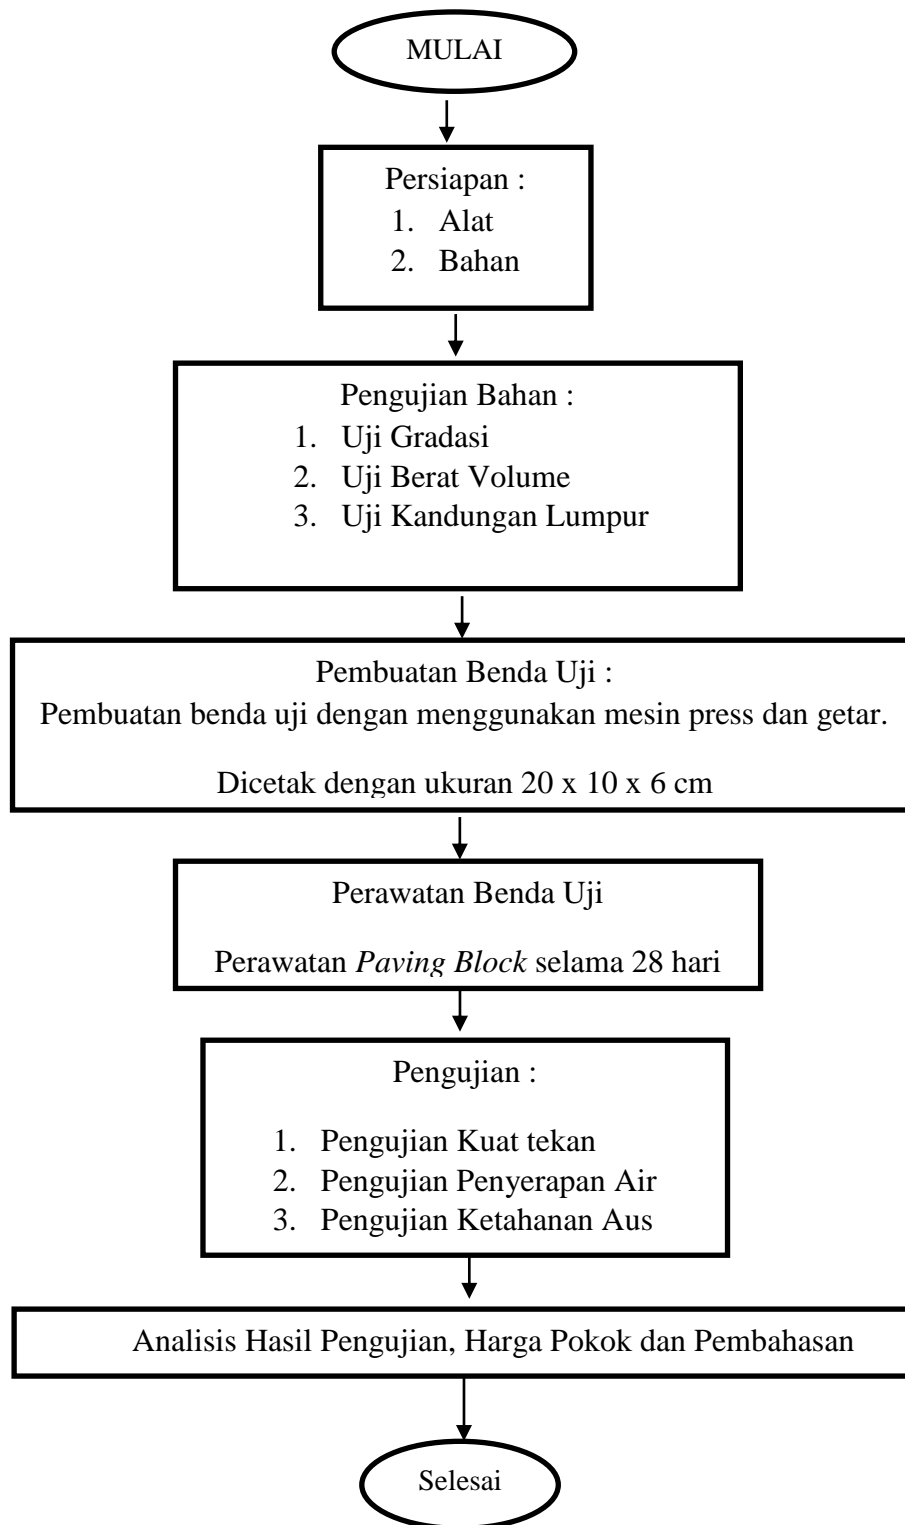 MULAI
Persiapan :
1. Alat
2. Bahan
Pengujian Bahan :
1. Uji Gradasi
2. Uji Berat Volume
3. Uji Kandungan Lumpur
Pembuatan Benda Uji :
Pembuatan benda uji dengan menggunakan mesin press dan getar.
Dicetak dengan ukuran 20 x 10 x 6 cm
Perawatan Benda Uji
Perawatan Paving Block selama 28 hari
Pengujian :
1. Pengujian Kuat tekan
2. Pengujian Penyerapan Air
3. Pengujian Ketahanan Aus
Analisis Hasil Pengujian, Harga Pokok dan Pembahasan
Selesai